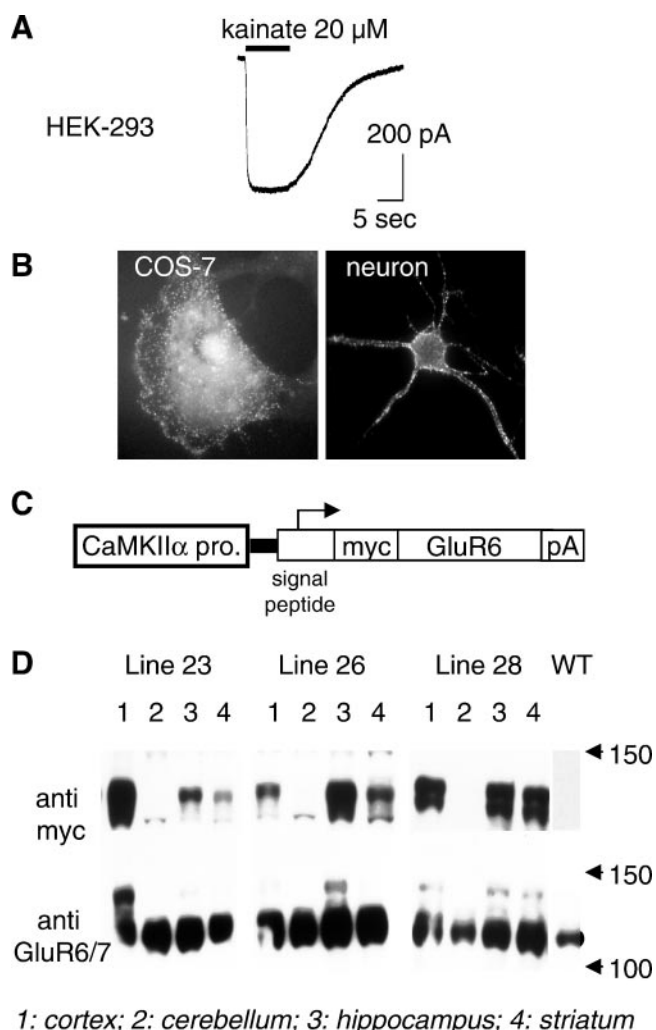 A
kainate 20 µM
HEK-293
200 pA
5 sec
B
COS-7
neuron
C
CaMKIIα pro.
myc
GluR6
pA
signal
peptide
D
Line 23
Line 26
Line 28
WT
1 2 3 4
1 2 3 4
1 2 3 4
150
anti
myc
150
anti
GluR6/7
100
1: cortex; 2: cerebellum; 3: hippocampus; 4: striatum